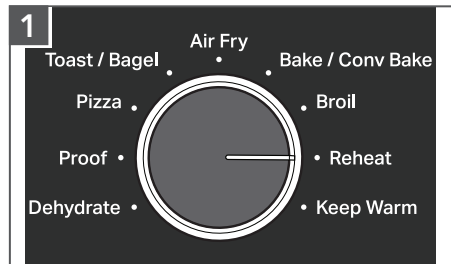 1
Air Fry
Toast / Bagel
Bake / Conv Bake
Pizza
Broil
Proof
Reheat
Dehydrate
Keep Warm